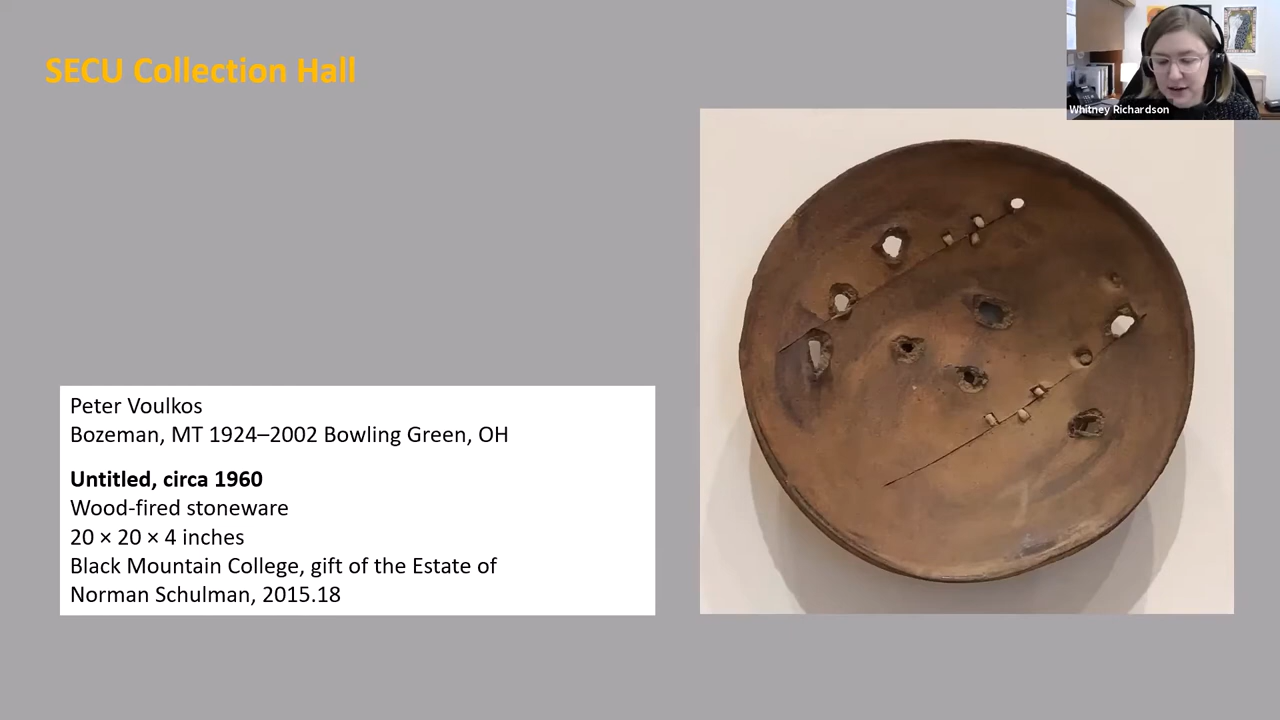 SECU Collection Hall
Whitney Richardson
Peter Voulkos
Bozeman, MT 1924–2002 Bowling Green, OH
Untitled, circa 1960
Wood-fired stoneware
20 × 20 × 4 inches
Black Mountain College, gift of the Estate of
Norman Schulman, 2015.18